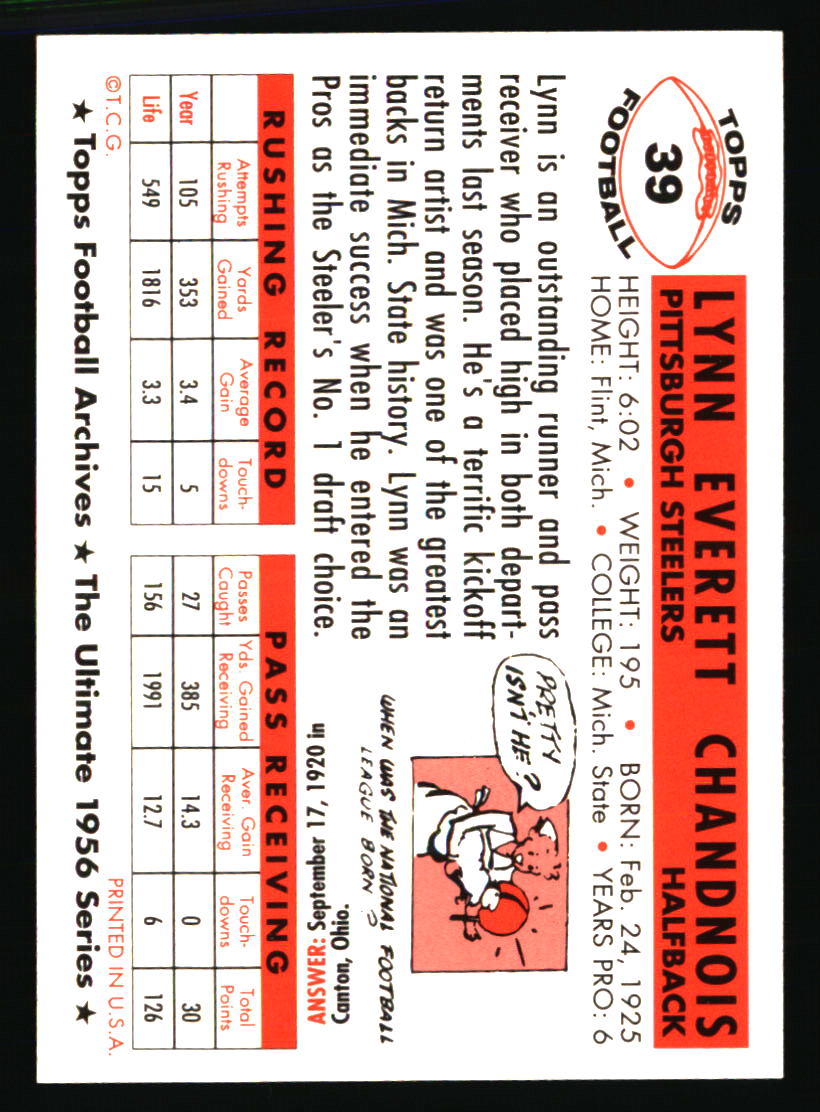 TOPPS
39
FOOTBALL
LYNN EVERETT CHANDNOIS
PITTSBURGH STEELERS HALFBACK
HEIGHT: 6:02 • WEIGHT: 195 • BORN: Feb. 24, 1925
HOME: Flint, Mich. • COLLEGE: Mich. State • YEARS PRO: 6
Lynn is an outstanding runner and pass
receiver who placed high in both depart-
ments last season. He's a terrific kickoff
return artist and was one of the greatest
backs in Mich. State history. Lynn was an
immediate success when he entered the
Pros as the Steeler's No. 1 draft choice.
PRETTY,
ISN'T HE?
WHEN WAS THE NATIONAL FOOTBALL
LEAGUE BORN?
ANSWER: September 17, 1920 in
Canton, Ohio.
RUSHING RECORD
Attempts Rushing Yards Gained Average Gain Touch-downs
Year 105 353 3.4 5
Life 549 1816 3.3 15
PASS RECEIVING
Passes Caught Yds. Gained Receiving Aver. Gain Receiving Touch-downs Total Points
27 385 14.3 0 30
156 1991 12.7 6 126
©T.C.G. PRINTED IN U.S.A.
★ Topps Football Archives ★ The Ultimate 1956 Series ★